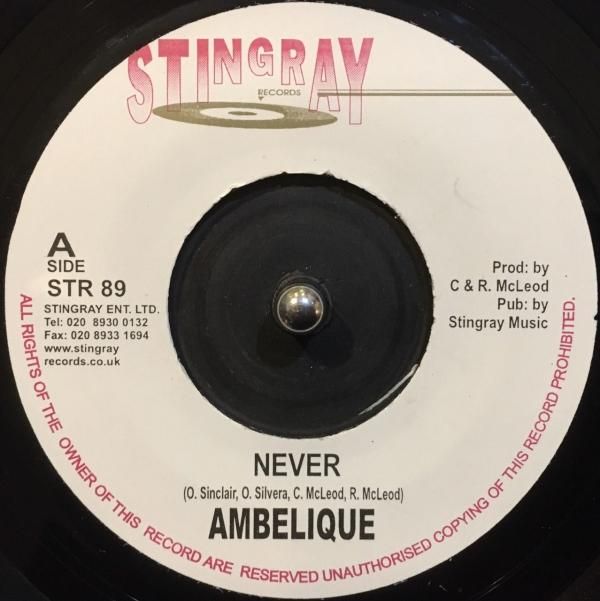 STINGRAY
RECORDS
A
SIDE
STR 89
STINGRAY ENT. LTD.
Tel: 020 8930 0132
Fax: 020 8933 1694
www.stingray
records.co.uk
Prod: by
C & R. McLeod
Pub: by
Stingray Music
NEVER
(O. Sinclair, O. Silvera, C. McLeod, R. McLeod)
AMBELIQUE
ALL RIGHTS OF THE OWNER OF THIS RECORD ARE RESERVED UNAUTHORISED COPYING OF THIS RECORD PROHIBITED.